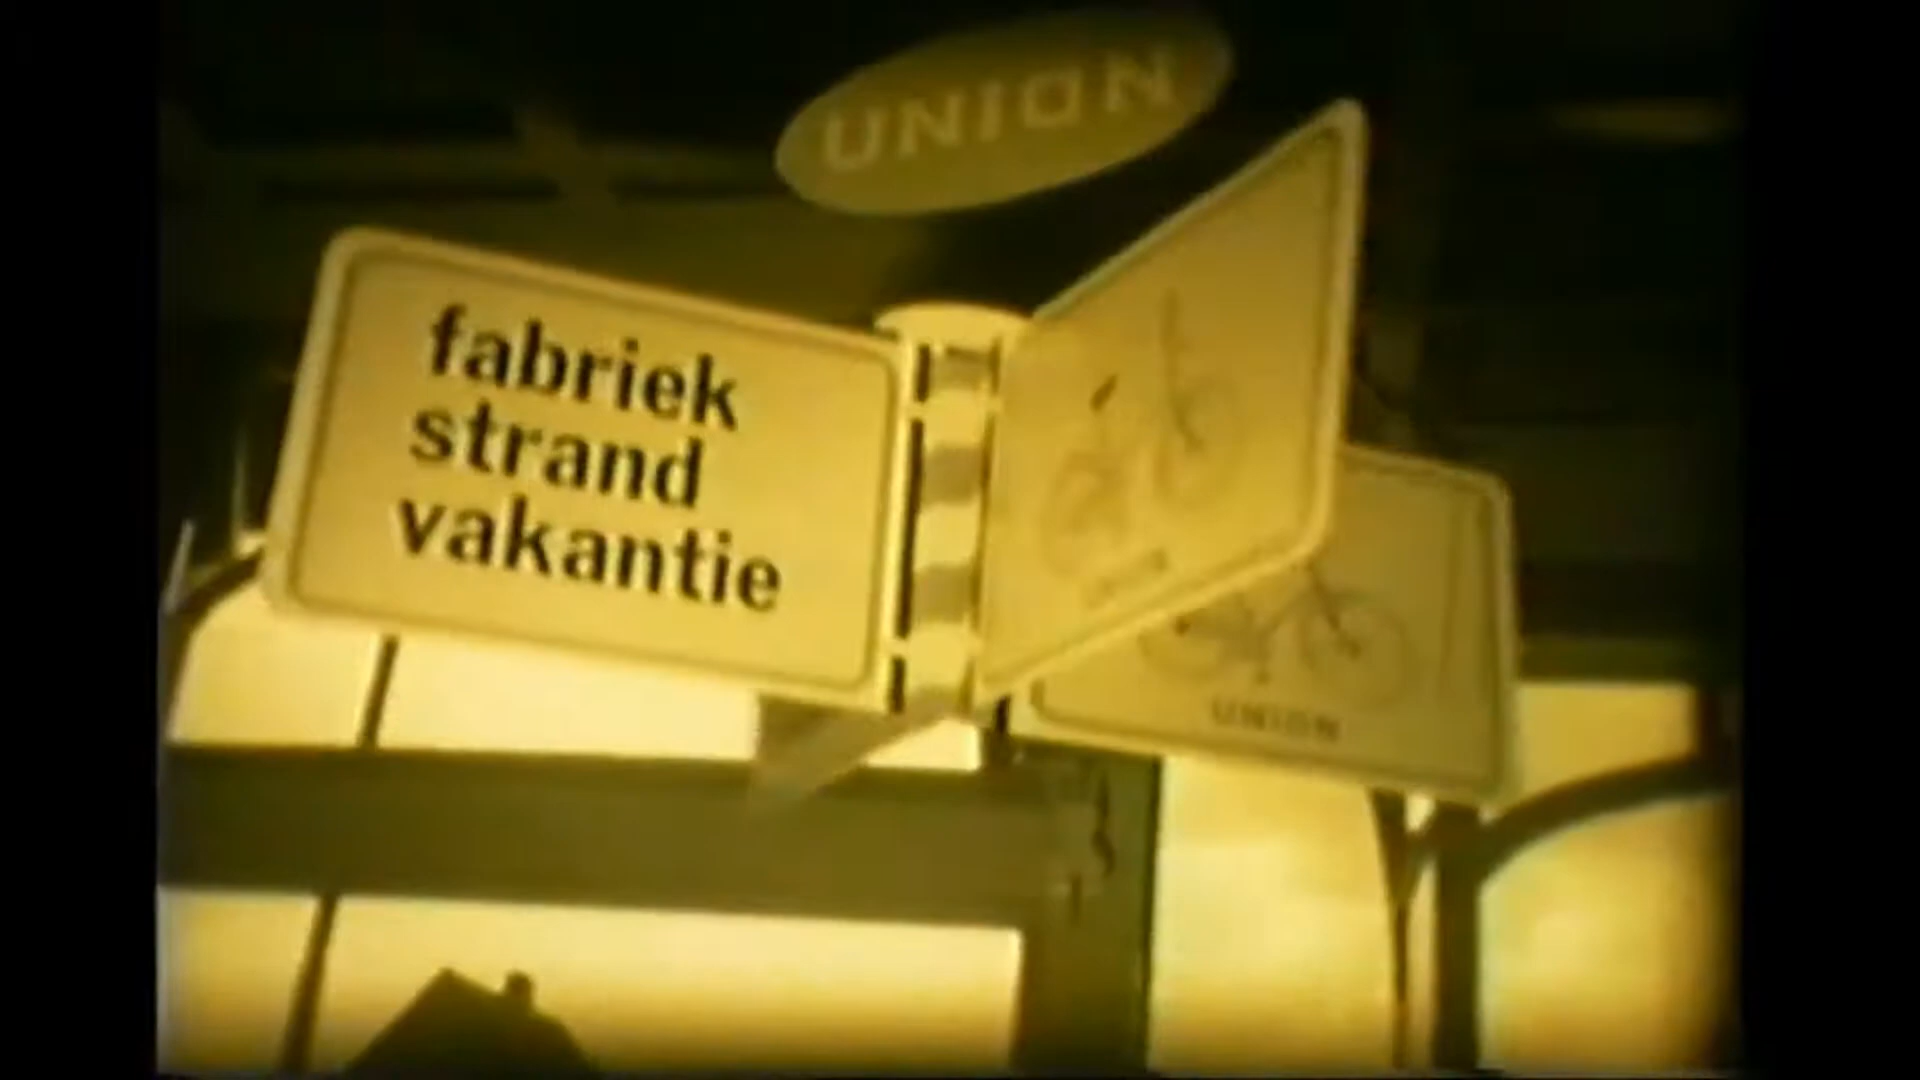 UNION
fabriek
strand
vakantie
UNION